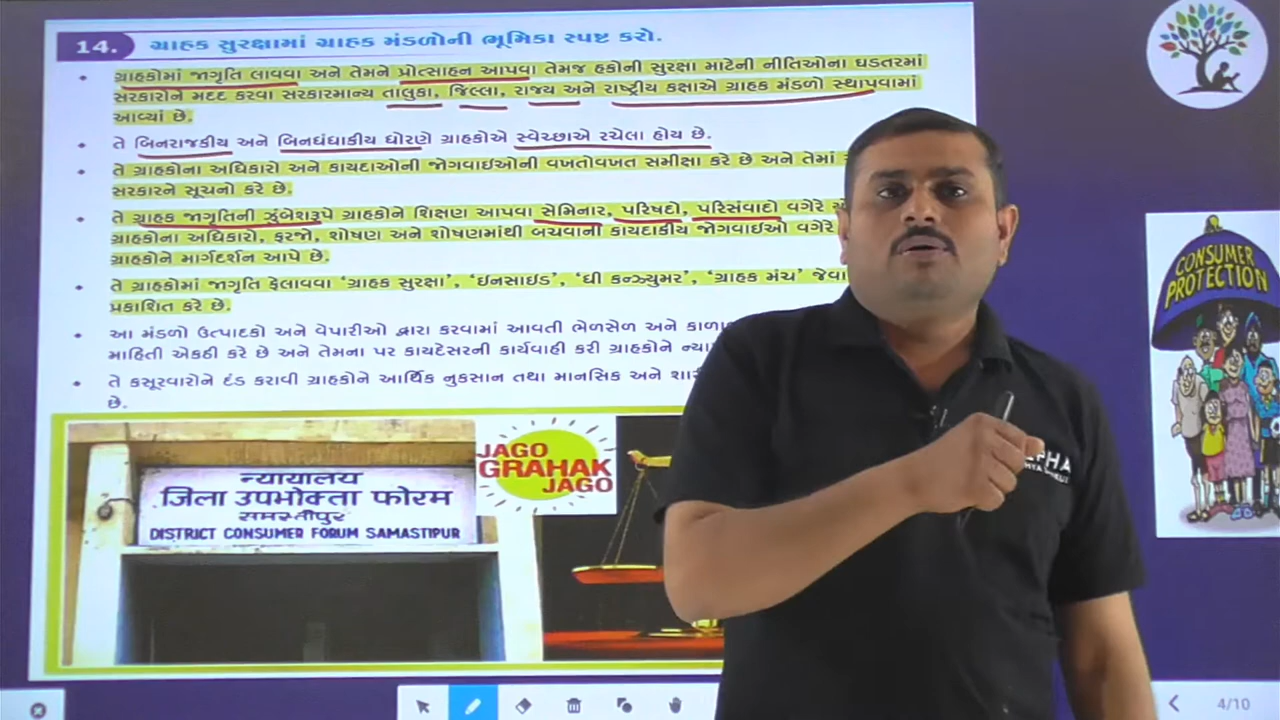 14. ગ્રાહક સુરક્ષામાં ગ્રાહક મંડળોની ભૂમિકા સ્પષ્ટ કરો.
• ગ્રાહકોમાં જાગૃતિ લાવવા અને તેમને પ્રોત્સાહન આપવા તેમજ હકોની સુરક્ષા માટેની નીતિઓના ઘડતરમાં
સરકારોને મદદ કરવા સરકારમાન્ય તાલુકા, જિલ્લા, રાજ્ય અને રાષ્ટ્રીય કક્ષાએ ગ્રાહક મંડળો સ્થાપવામાં
આવ્યાં છે.
• તે બિનરાજકીય અને બિનધંધાકીય ધોરણે ગ્રાહકોએ સ્વેચ્છાએ રચેલા હોય છે.
• તે ગ્રાહકોના અધિકારો અને કાયદાઓની જોગવાઈઓની વખતોવખત સમીક્ષા કરે છે અને તેમાં
સરકારને સૂચનો કરે છે.
• તે ગ્રાહક જાગૃતિની ઝુંબેશરૂપે ગ્રાહકોને શિક્ષણ આપવા સેમિનાર, પરિષદો, પરિસંવાદો વગેરે
ગ્રાહકોના અધિકારો, ફરજો, શોષણ અને શોષણમાંથી બચવાની કાયદાકીય જોગવાઈઓ વગેરે
ગ્રાહકોને માર્ગદર્શન આપે છે.
• તે ગ્રાહકોમાં જાગૃતિ ફેલાવવા ‘ગ્રાહક સુરક્ષા’, ‘ઈનસાઈડ’, ‘ધી કન્ઝ્યુમર’, ‘ગ્રાહક મંચ’ જેવા
પ્રકાશિત કરે છે.
• આ મંડળો ઉત્પાદકો અને વેપારીઓ દ્વારા કરવામાં આવતી ભેળસેળ અને
માહિતી એકઠી કરે છે અને તેમના પર કાયદેસરની કાર્યવાહી કરી ગ્રાહકોને
• તે કસૂરવારોને દંડ કરાવી ગ્રાહકોને આર્થિક નુકસાન તથા માનસિક અને
છે.
न्यायालय
जिला उपभोक्ता फोरम
समस्तीपुर
DISTRICT CONSUMER FORUM SAMASTIPUR
JAGO
GRAHAK
JAGO
CONSUMER
PROTECTION
4/10